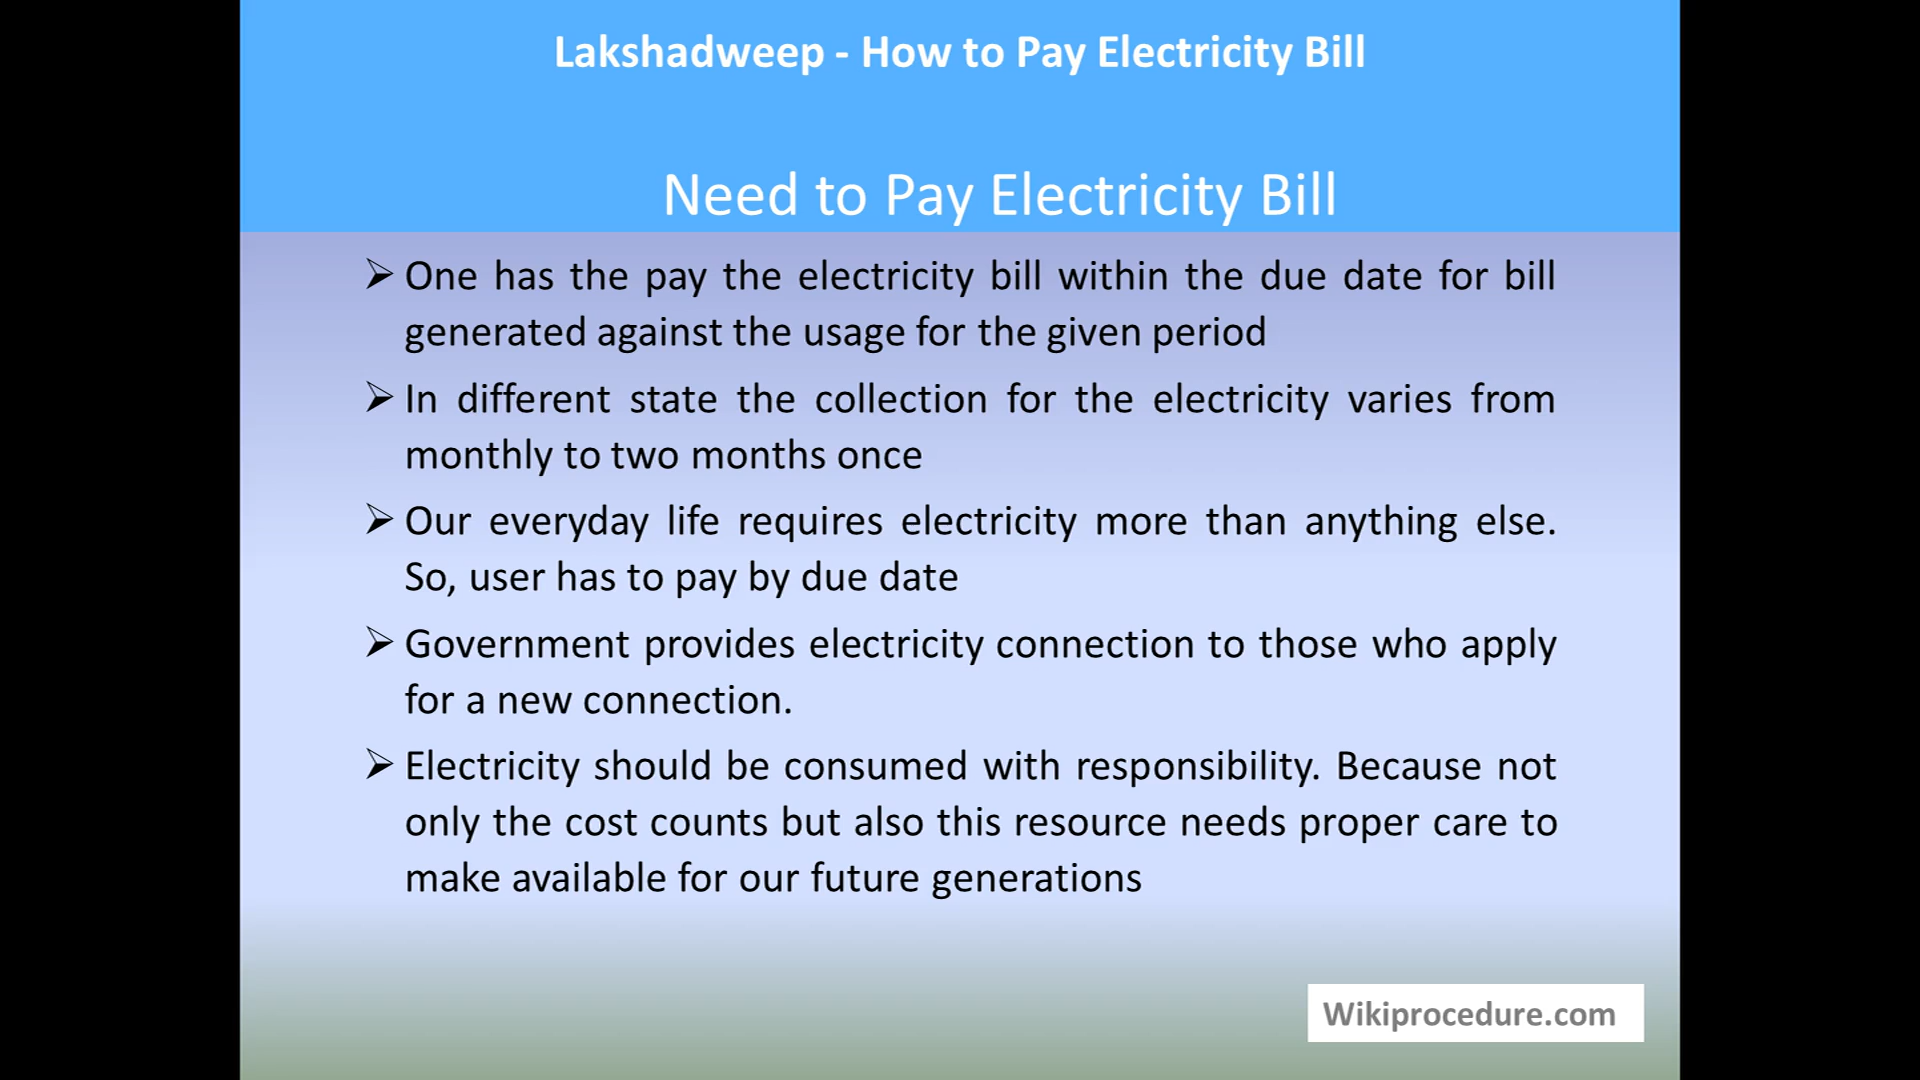 Lakshadweep - How to Pay Electricity Bill
Need to Pay Electricity Bill
One has the pay the electricity bill within the due date for bill
generated against the usage for the given period
In different state the collection for the electricity varies from
monthly to two months once
Our everyday life requires electricity more than anything else.
So, user has to pay by due date
Government provides electricity connection to those who apply
for a new connection.
Electricity should be consumed with responsibility. Because not
only the cost counts but also this resource needs proper care to
make available for our future generations
Wikiprocedure.com